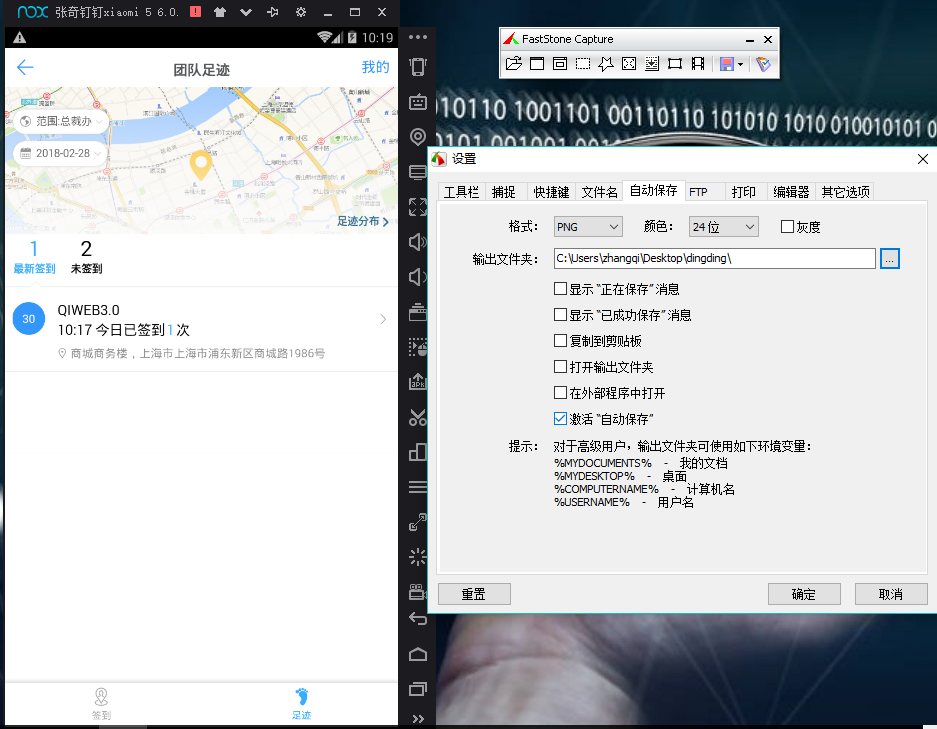 nox 张奇钉钉xiaomi 5 6.0.
10:19
团队足迹
我的
范围:总裁办
2018-02-28
足迹分布
1
2
最新签到
未签到
30
QIWEB3.0
10:17 今日已签到1次
商城商务楼，上海市上海市浦东新区商城路1986号
签到
足迹
apk
FastStone Capture
010110 1001101 00110110 110101 1010 010010101
设置
工具栏
捕捉
快捷键
文件名
自动保存
FTP
打印
编辑器
其它选项
格式:
PNG
颜色:
24 位
灰度
输出文件夹:
C:\Users\zhangqi\Desktop\dingding\
...
显示 “正在保存” 消息
显示 “已成功保存” 消息
复制到剪贴板
打开输出文件夹
在外部程序中打开
激活 “自动保存”
提示:
对于高级用户，输出文件夹可使用如下环境变量:
%MYDOCUMENTS% - 我的文档
%MYDESKTOP% - 桌面
%COMPUTERNAME% - 计算机名
%USERNAME% - 用户名
重置
确定
取消